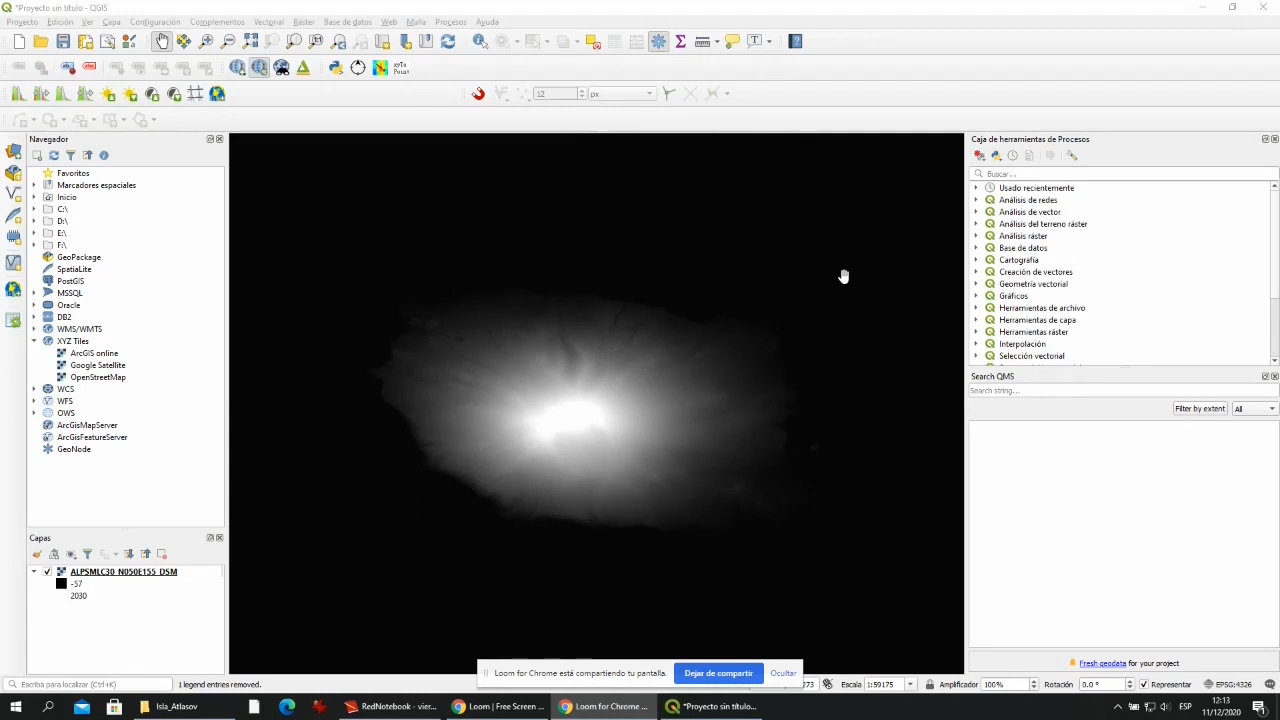 *Proyecto sin título - QGIS
Proyecto Edición Ver Capa Configuración Complementos Vectorial Ráster Base de datos Web Malla Procesos Ayuda
xyTo
Point
12 px
Navegador
Favoritos
Marcadores espaciales
Inicio
C:\
D:\
E:\
F:\
GeoPackage
SpatiaLite
PostGIS
MSSQL
Oracle
DB2
WMS/WMTS
XYZ Tiles
ArcGIS online
Google Satellite
OpenStreetMap
WCS
WFS
OWS
ArcGisMapServer
ArcGisFeatureServer
GeoNode
Capas
ALPSMLC30_N050E155_DSM
-57
2030
Caja de herramientas de Procesos
Buscar...
Usado recientemente
Análisis de redes
Análisis de vector
Análisis del terreno ráster
Análisis ráster
Base de datos
Cartografía
Creación de vectores
Geometría vectorial
Gráficos
Herramientas de archivo
Herramientas de capa
Herramientas ráster
Interpolación
Selección vectorial
Search QMS
Search string...
Filter by extent All
Fresh geodata for your project
Loom for Chrome está compartiendo tu pantalla. Dejar de compartir Ocultar
Escriba para localizar (Ctrl+K) 1 legend entries removed. 773 Escala 1:59175 Amplificador 100% Rotación 0.0 ° Representar EPSG:4326
Isla_Atlasov RedNotebook - vier... Loom | Free Screen ... Loom for Chrome ... *Proyecto sin título... ESP 12:13
11/12/2020 1